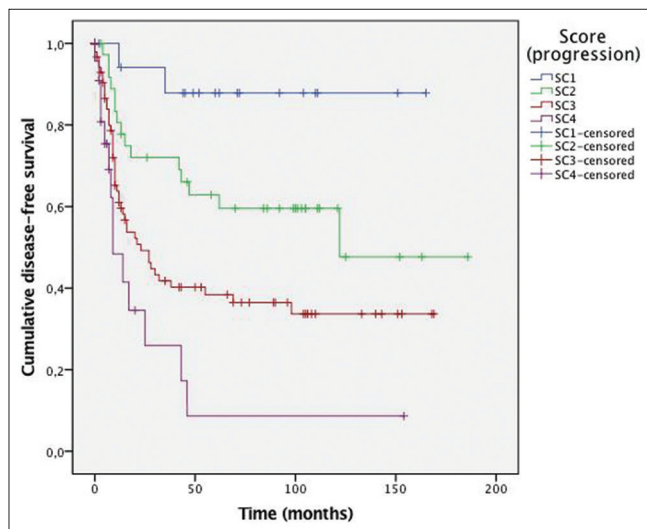 Score
(progression)
SC1
SC2
SC3
SC4
SC1-censored
SC2-censored
SC3-censored
SC4-censored
Cumulative disease-free survival
1,0
0,8
0,6
0,4
0,2
0,0
0 50 100 150 200
Time (months)